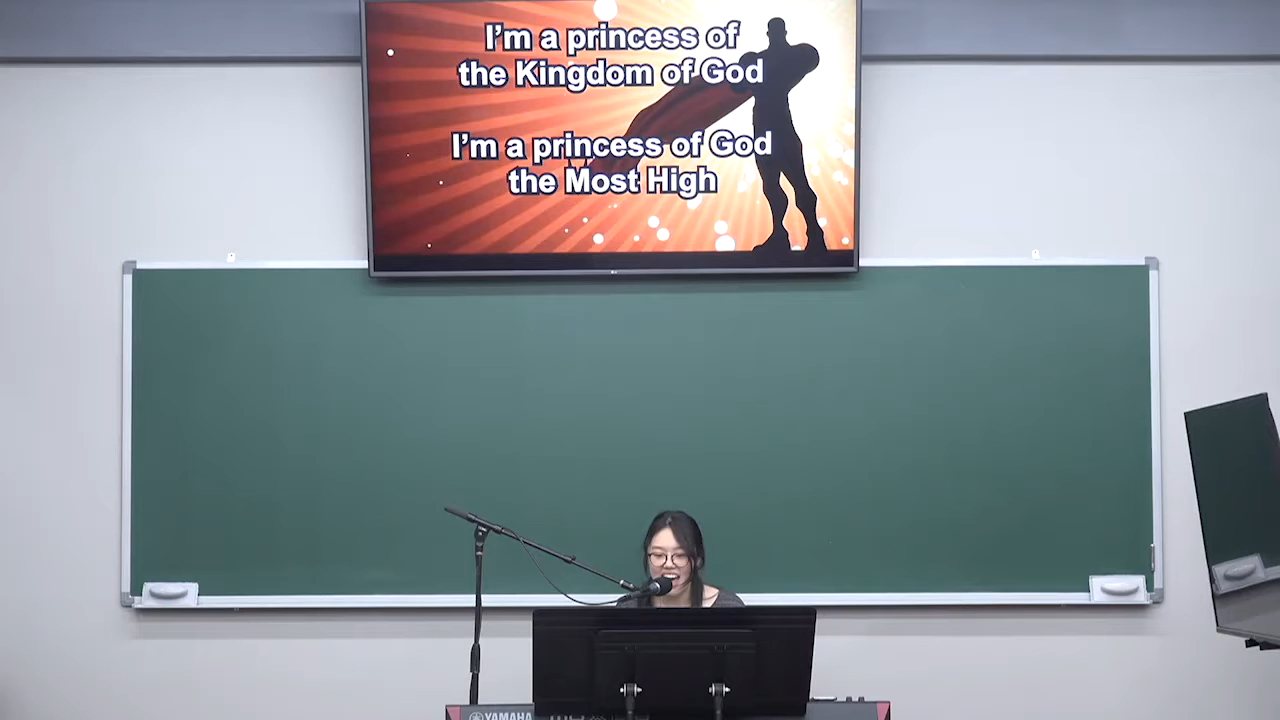 I'm a princess of
the Kingdom of God
I'm a princess of God
the Most High
YAMAHA